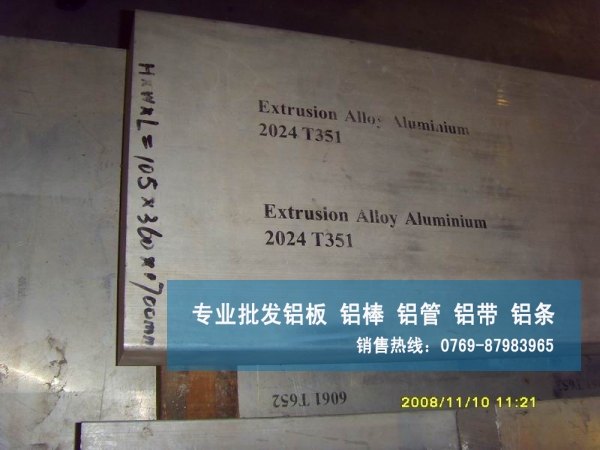 H×W×L=105×360×1700mm
Extrusion Alloy Aluminium
2024 T351
Extrusion Alloy Aluminium
2024 T351
专业批发铝板 铝棒 铝管 铝带 铝条
销售热线：0769-87983965
6061 T652
2008/11/10 11:21